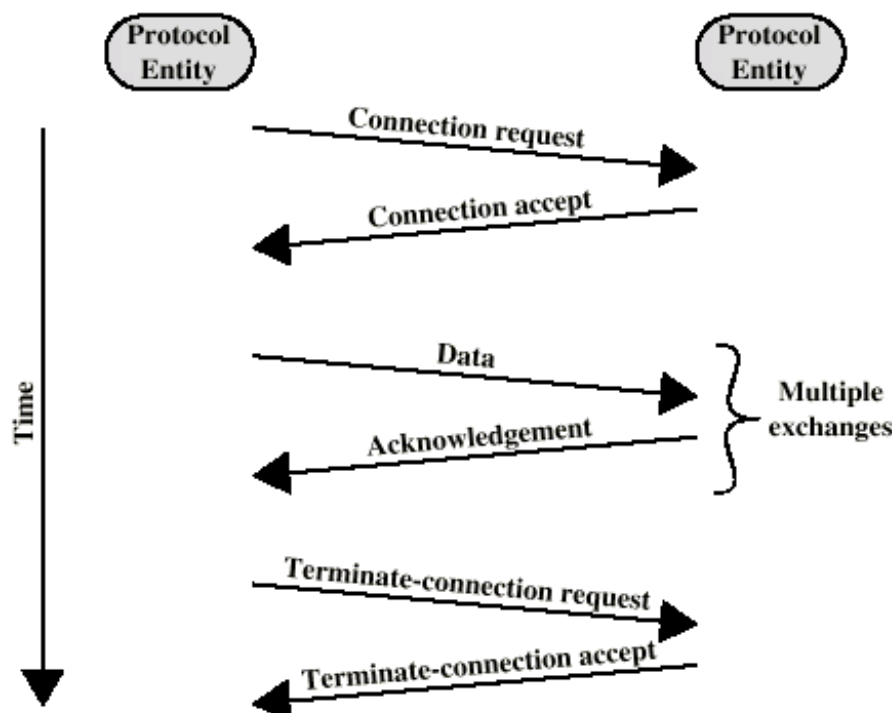 Protocol
Entity
Protocol
Entity
Connection request
Connection accept
Data
Acknowledgement
Multiple
exchanges
Time
Terminate-connection request
Terminate-connection accept